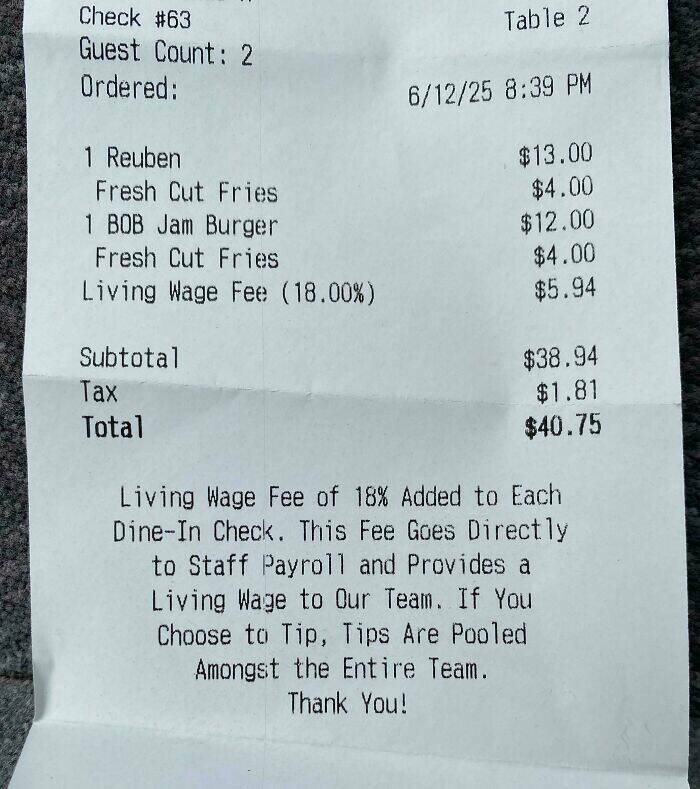 Check #63 Table 2
Guest Count: 2
Ordered: 6/12/25 8:39 PM
1 Reuben $13.00
Fresh Cut Fries $4.00
1 BOB Jam Burger $12.00
Fresh Cut Fries $4.00
Living Wage Fee (18.00%) $5.94
Subtotal $38.94
Tax $1.81
Total $40.75
Living Wage Fee of 18% Added to Each
Dine-In Check. This Fee Goes Directly
to Staff Payroll and Provides a
Living Wage to Our Team. If You
Choose to Tip, Tips Are Pooled
Amongst the Entire Team.
Thank You!